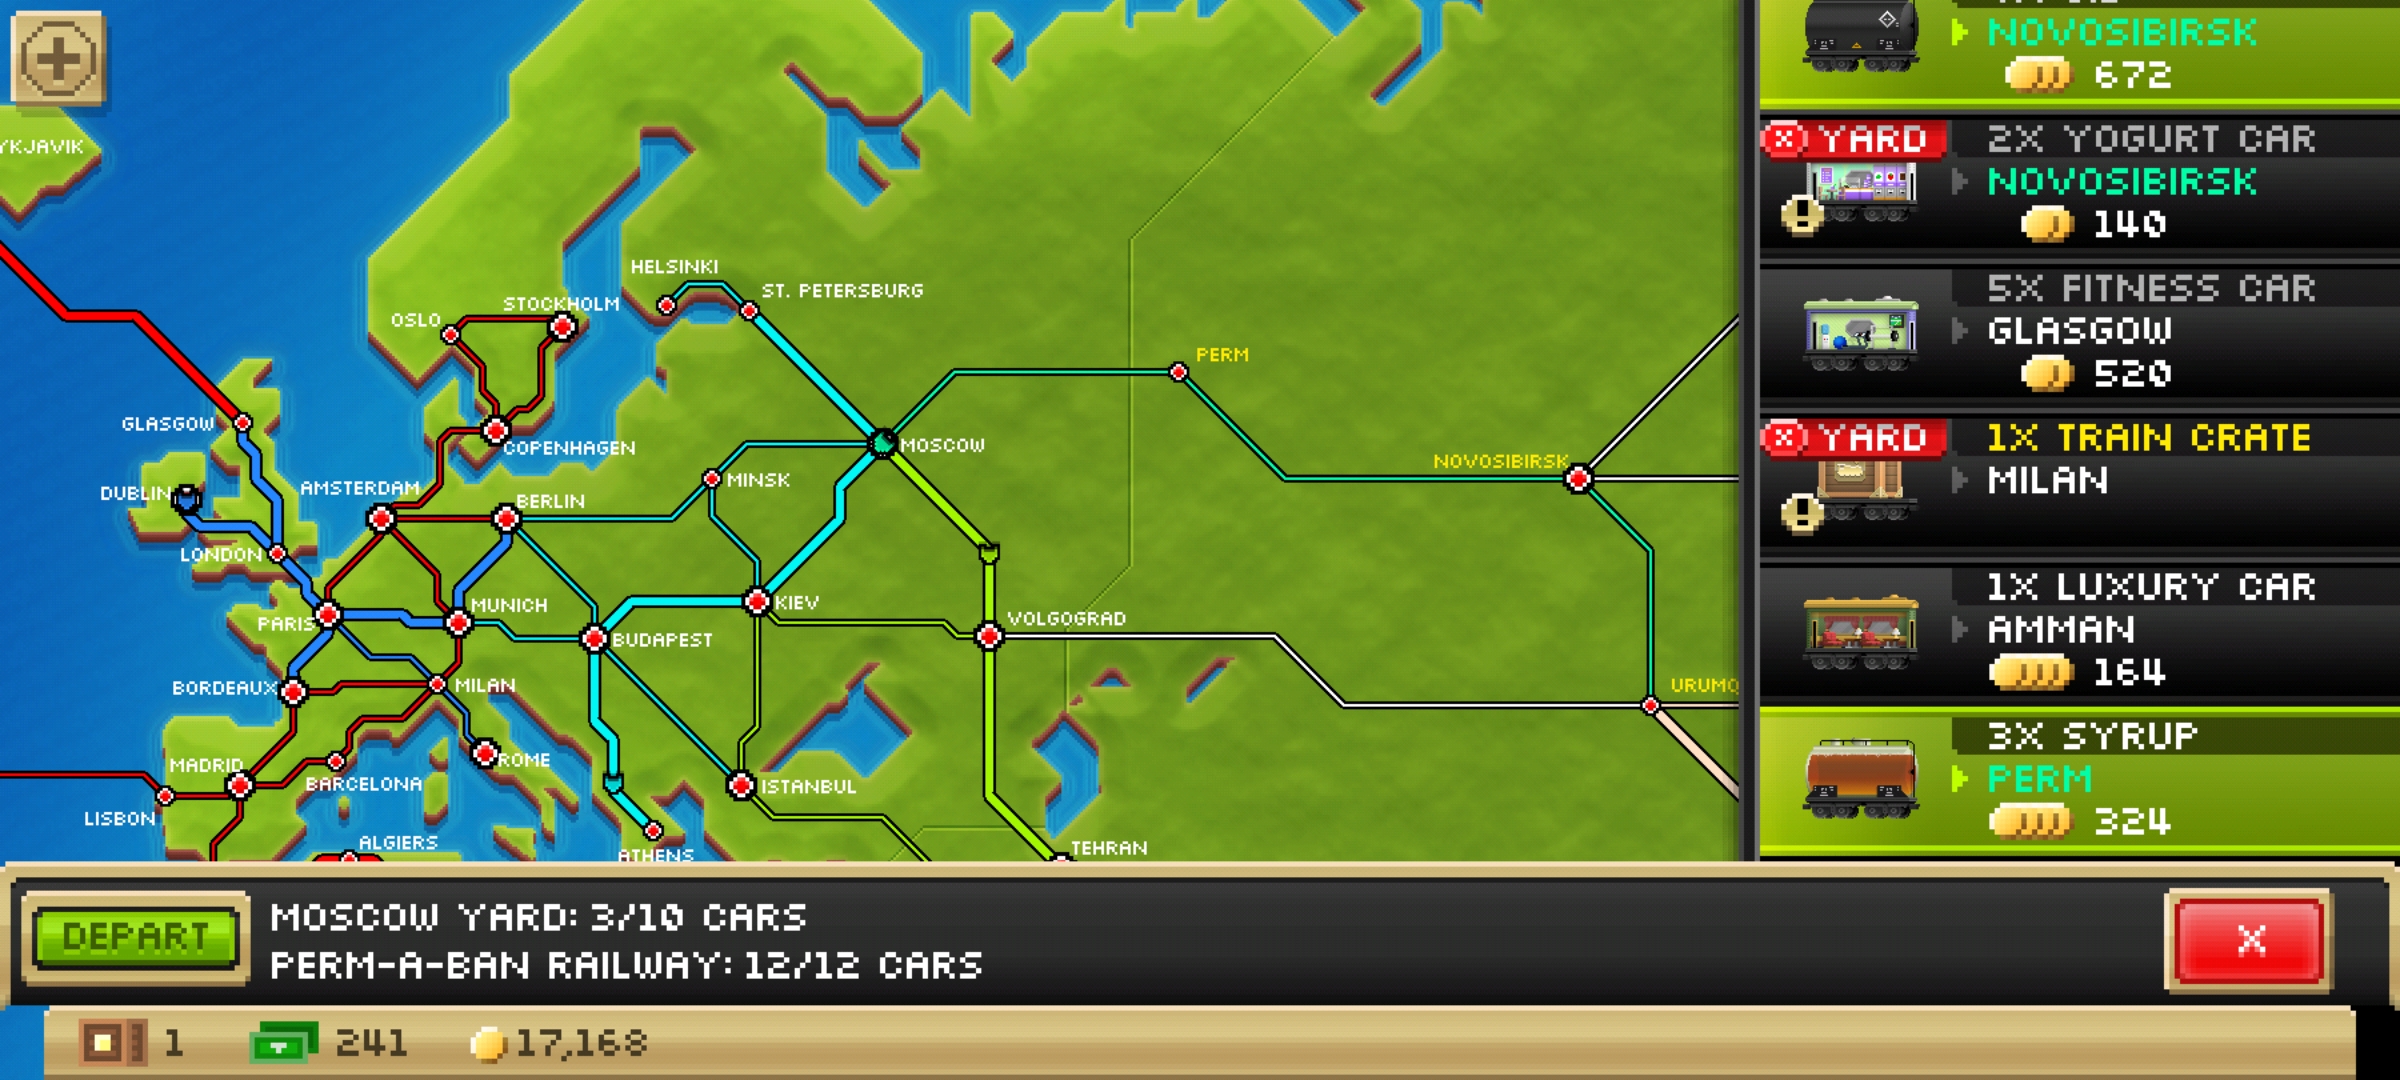 YKJAVIK
HELSINKI
ST. PETERSBURG
STOCKHOLM
OSLO
PERM
GLASGOW
COPENHAGEN
MOSCOW
NOVOSIBIRSK
MINSK
DUBLIN
AMSTERDAM
BERLIN
LONDON
MUNICH
KIEV
VOLGOGRAD
PARIS
BUDAPEST
BORDEAUX
MILAN
URUMQ
MADRID
ROME
BARCELONA
ISTANBUL
LISBON
ALGIERS
ATHENS
TEHRAN
NOVOSIBIRSK
672
YARD
2X YOGURT CAR
NOVOSIBIRSK
140
5X FITNESS CAR
GLASGOW
520
YARD
1X TRAIN CRATE
MILAN
1X LUXURY CAR
AMMAN
164
3X SYRUP
PERM
324
DEPART
MOSCOW YARD: 3/10 CARS
PERM-A-BAN RAILWAY: 12/12 CARS
X
1
241
17,168